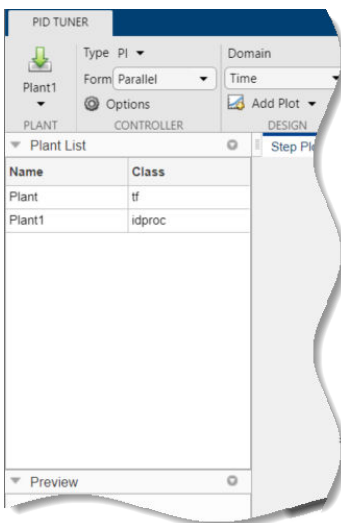 PID TUNER
Type PI
Domain
Form Parallel
Time
Plant1
Options
Add Plot
PLANT
CONTROLLER
DESIGN
Plant List
Step
Name Class
Plant tf
Plant1 idproc
Preview